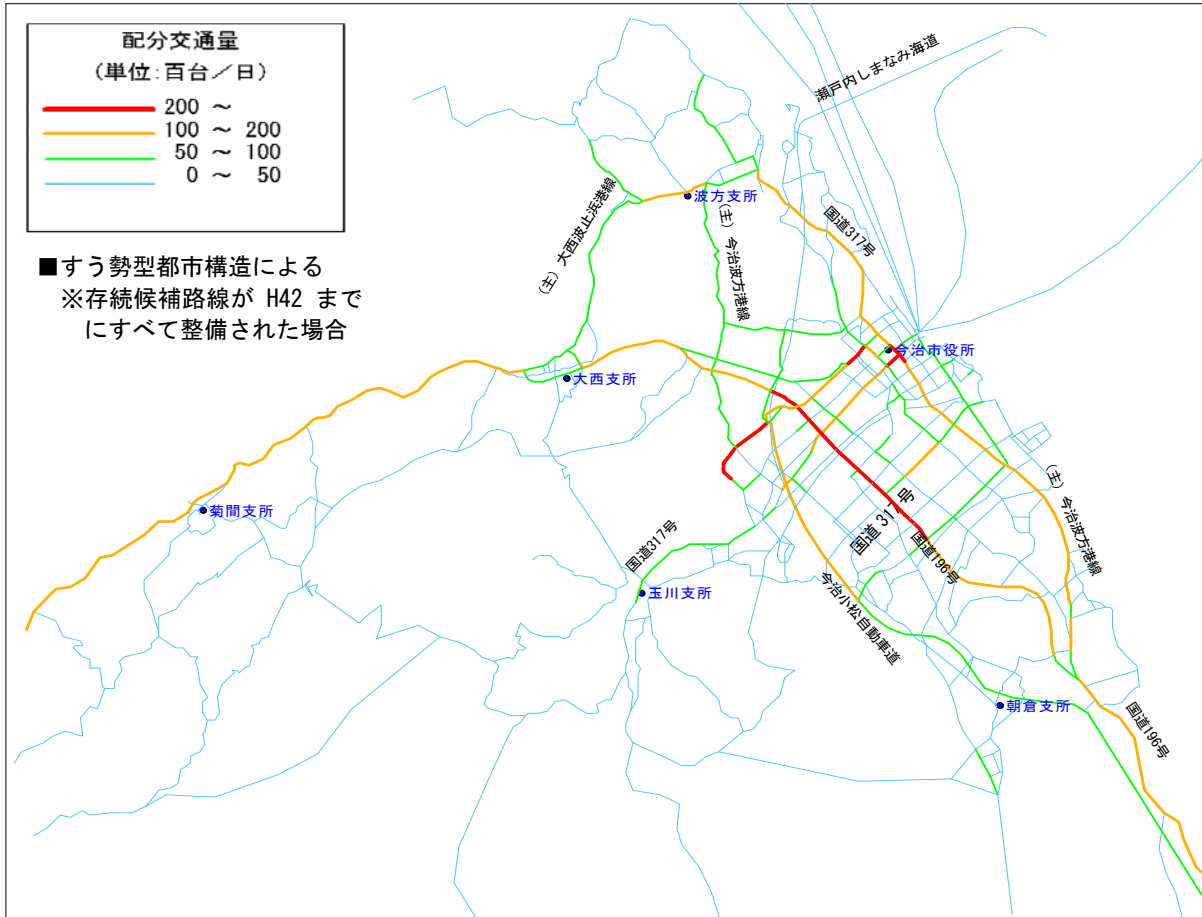 配分交通量
(単位:百台／日)
200 ～
100 ～ 200
50 ～ 100
0 ～ 50
■すう勢型都市構造による
※存続候補路線が H42 まで
にすべて整備された場合
瀬戸内しまなみ海道
波方支所
(主) 大西波止浜港線
(主) 今治波方港線
国道317号
今治市役所
大西支所
菊間支所
国道317号
国道317号
国道196号
(主) 今治波方港線
玉川支所
今治小松自動車道
朝倉支所
国道196号